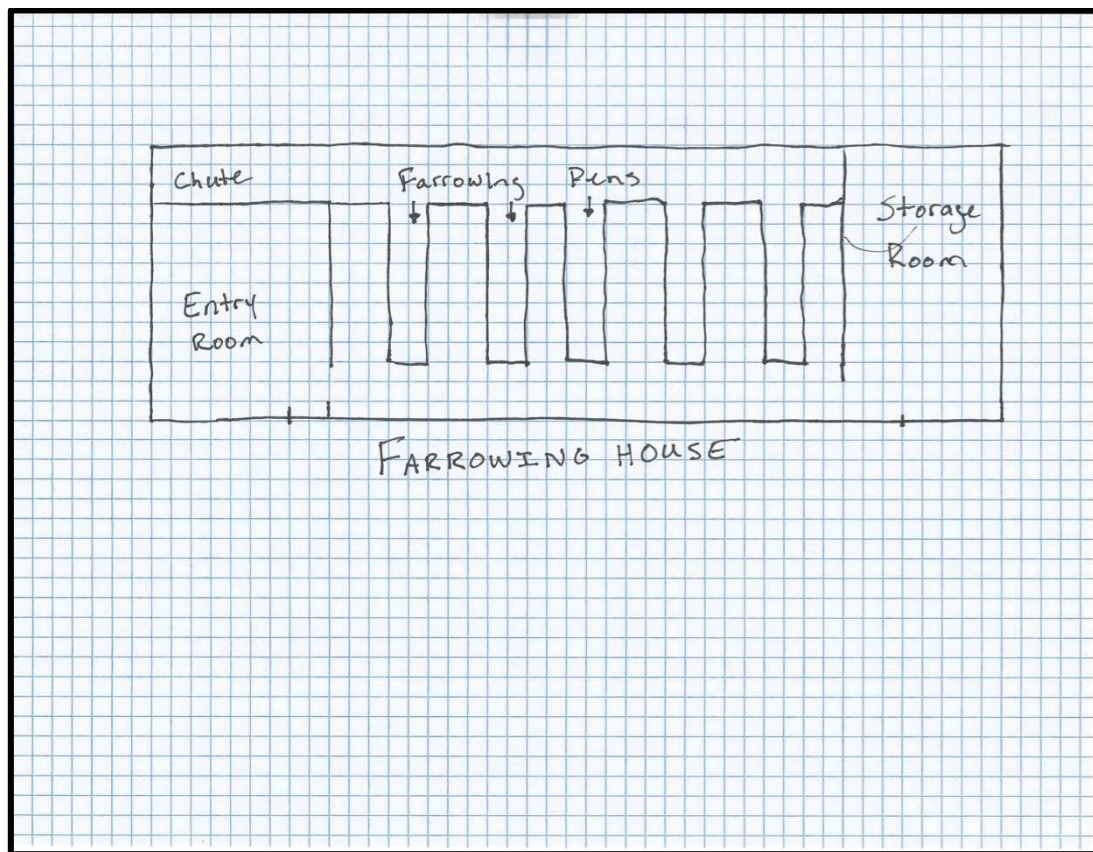 Chute
Farrowing Pens
Storage
Room
Entry
Room
FARROWING HOUSE